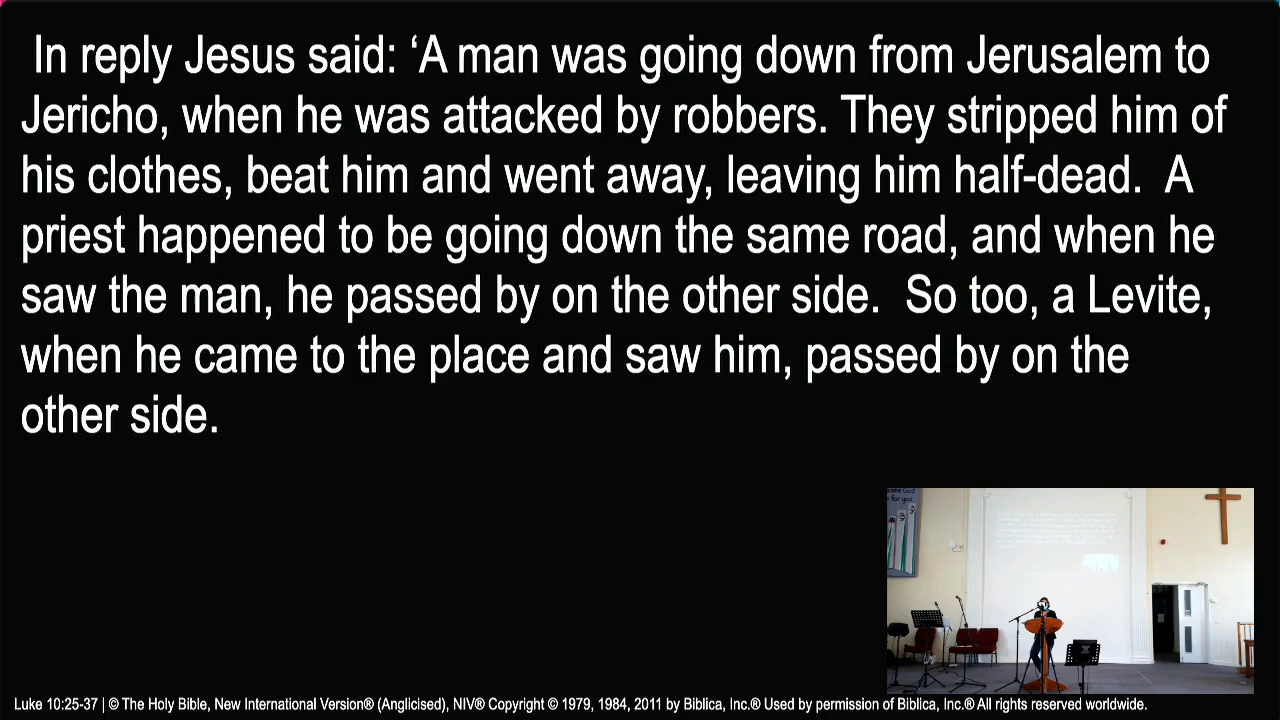 In reply Jesus said: ‘A man was going down from Jerusalem to
Jericho, when he was attacked by robbers. They stripped him of
his clothes, beat him and went away, leaving him half-dead.  A
priest happened to be going down the same road, and when he
saw the man, he passed by on the other side.  So too, a Levite,
when he came to the place and saw him, passed by on the
other side.
God
is for you
Luke 10:25-37 | © The Holy Bible, New International Version® (Anglicised), NIV® Copyright © 1979, 1984, 2011 by Biblica, Inc.® Used by permission of Biblica, Inc.® All rights reserved worldwide.